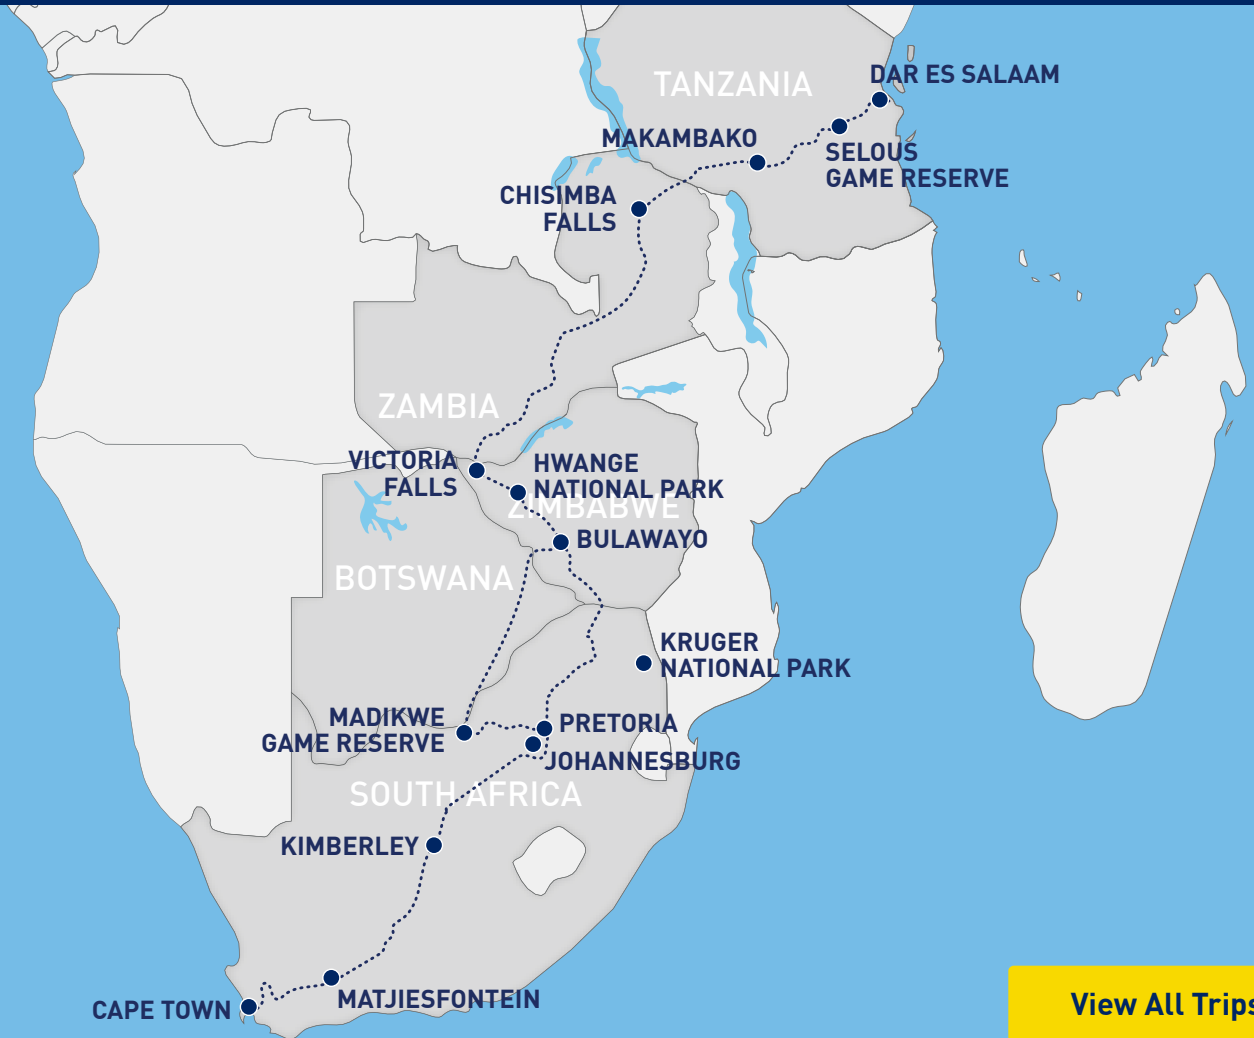 DAR ES SALAAM
TANZANIA
MAKAMBAKO
SELOUS
GAME RESERVE
CHISIMBA
FALLS
ZAMBIA
VICTORIA
FALLS
HWANGE
NATIONAL PARK
ZIMBABWE
BULAWAYO
BOTSWANA
KRUGER
NATIONAL PARK
MADIKWE
GAME RESERVE
PRETORIA
JOHANNESBURG
SOUTH AFRICA
KIMBERLEY
MATJIESFONTEIN
CAPE TOWN
View All Trips